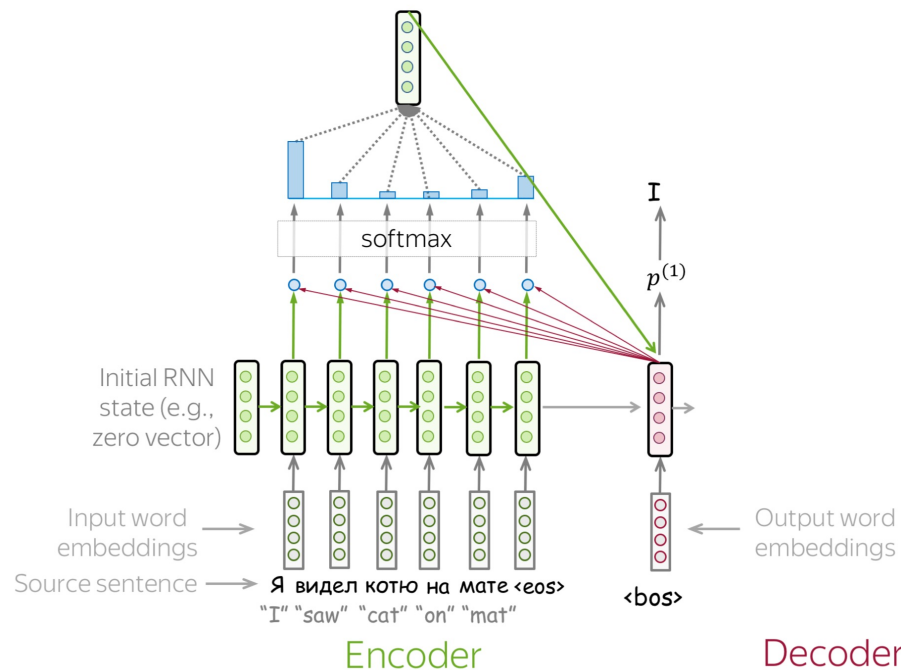 I
softmax
p(1)
Initial RNN
state (e.g.,
zero vector)
Input word
embeddings
Output word
embeddings
Source sentence
Я видел котю на мате <eos>
"I" "saw" "cat" "on" "mat"
<bos>
Encoder
Decoder